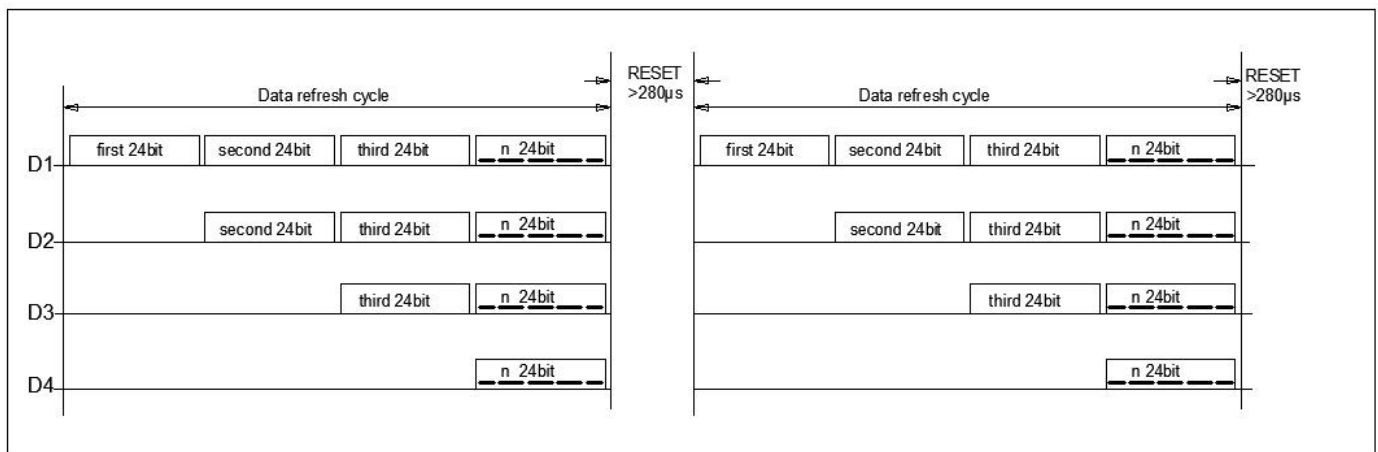 RESET
>280μs
RESET
>280μs
Data refresh cycle
Data refresh cycle
D1 first 24bit second 24bit third 24bit n 24bit first 24bit second 24bit third 24bit n 24bit
D2 second 24bit third 24bit n 24bit second 24bit third 24bit n 24bit
D3 third 24bit n 24bit third 24bit n 24bit
D4 n 24bit n 24bit